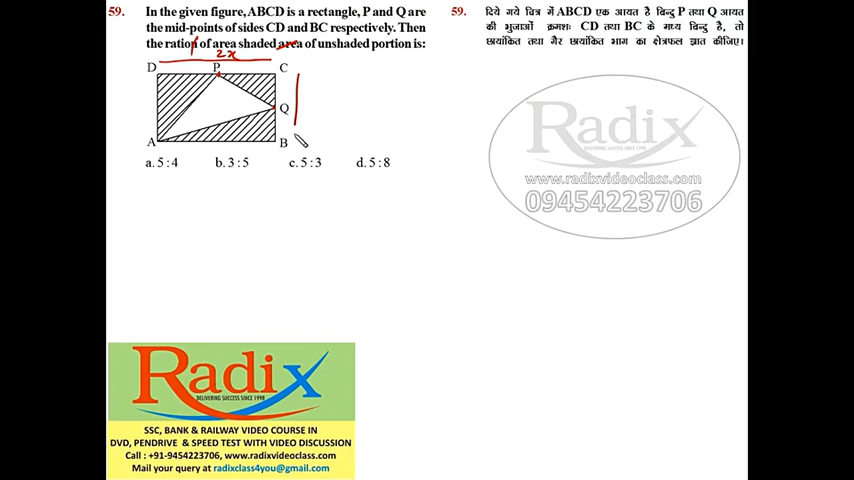 59. In the given figure, ABCD is a rectangle, P and Q are
the mid-points of sides CD and BC respectively. Then
the ration of area shaded area of unshaded portion is:
2x
D P C
Q
A B
a. 5 : 4 b. 3 : 5 c. 5 : 3 d. 5 : 8
59. दिये गये चित्र में ABCD एक आयत है बिन्दु P तथा Q आयत
की भुजाओं क्रमशः CD तथा BC के मध्य बिन्दु है, तो
छायांकित तथा गैर छायांकित भाग का क्षेत्रफल ज्ञात कीजिए।
Radix
DELIVERING SUCCESS SINCE 1998
www.radixvideoclass.com
09454223706
Radix
DELIVERING SUCCESS SINCE 1998
SSC, BANK & RAILWAY VIDEO COURSE IN
DVD, PENDRIVE & SPEED TEST WITH VIDEO DISCUSSION
Call : +91-9454223706, www.radixvideoclass.com
Mail your query at radixclass4you@gmail.com